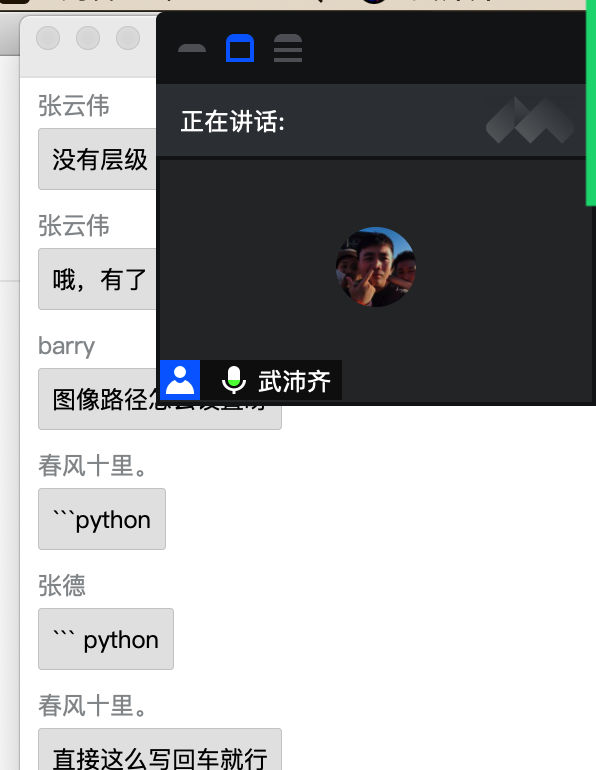 张云伟
没有层级
正在讲话:
张云伟
哦，有了
barry
武沛齐
图像路径
春风十里。
```python
张德
``` python
春风十里。
直接这么写回车就行